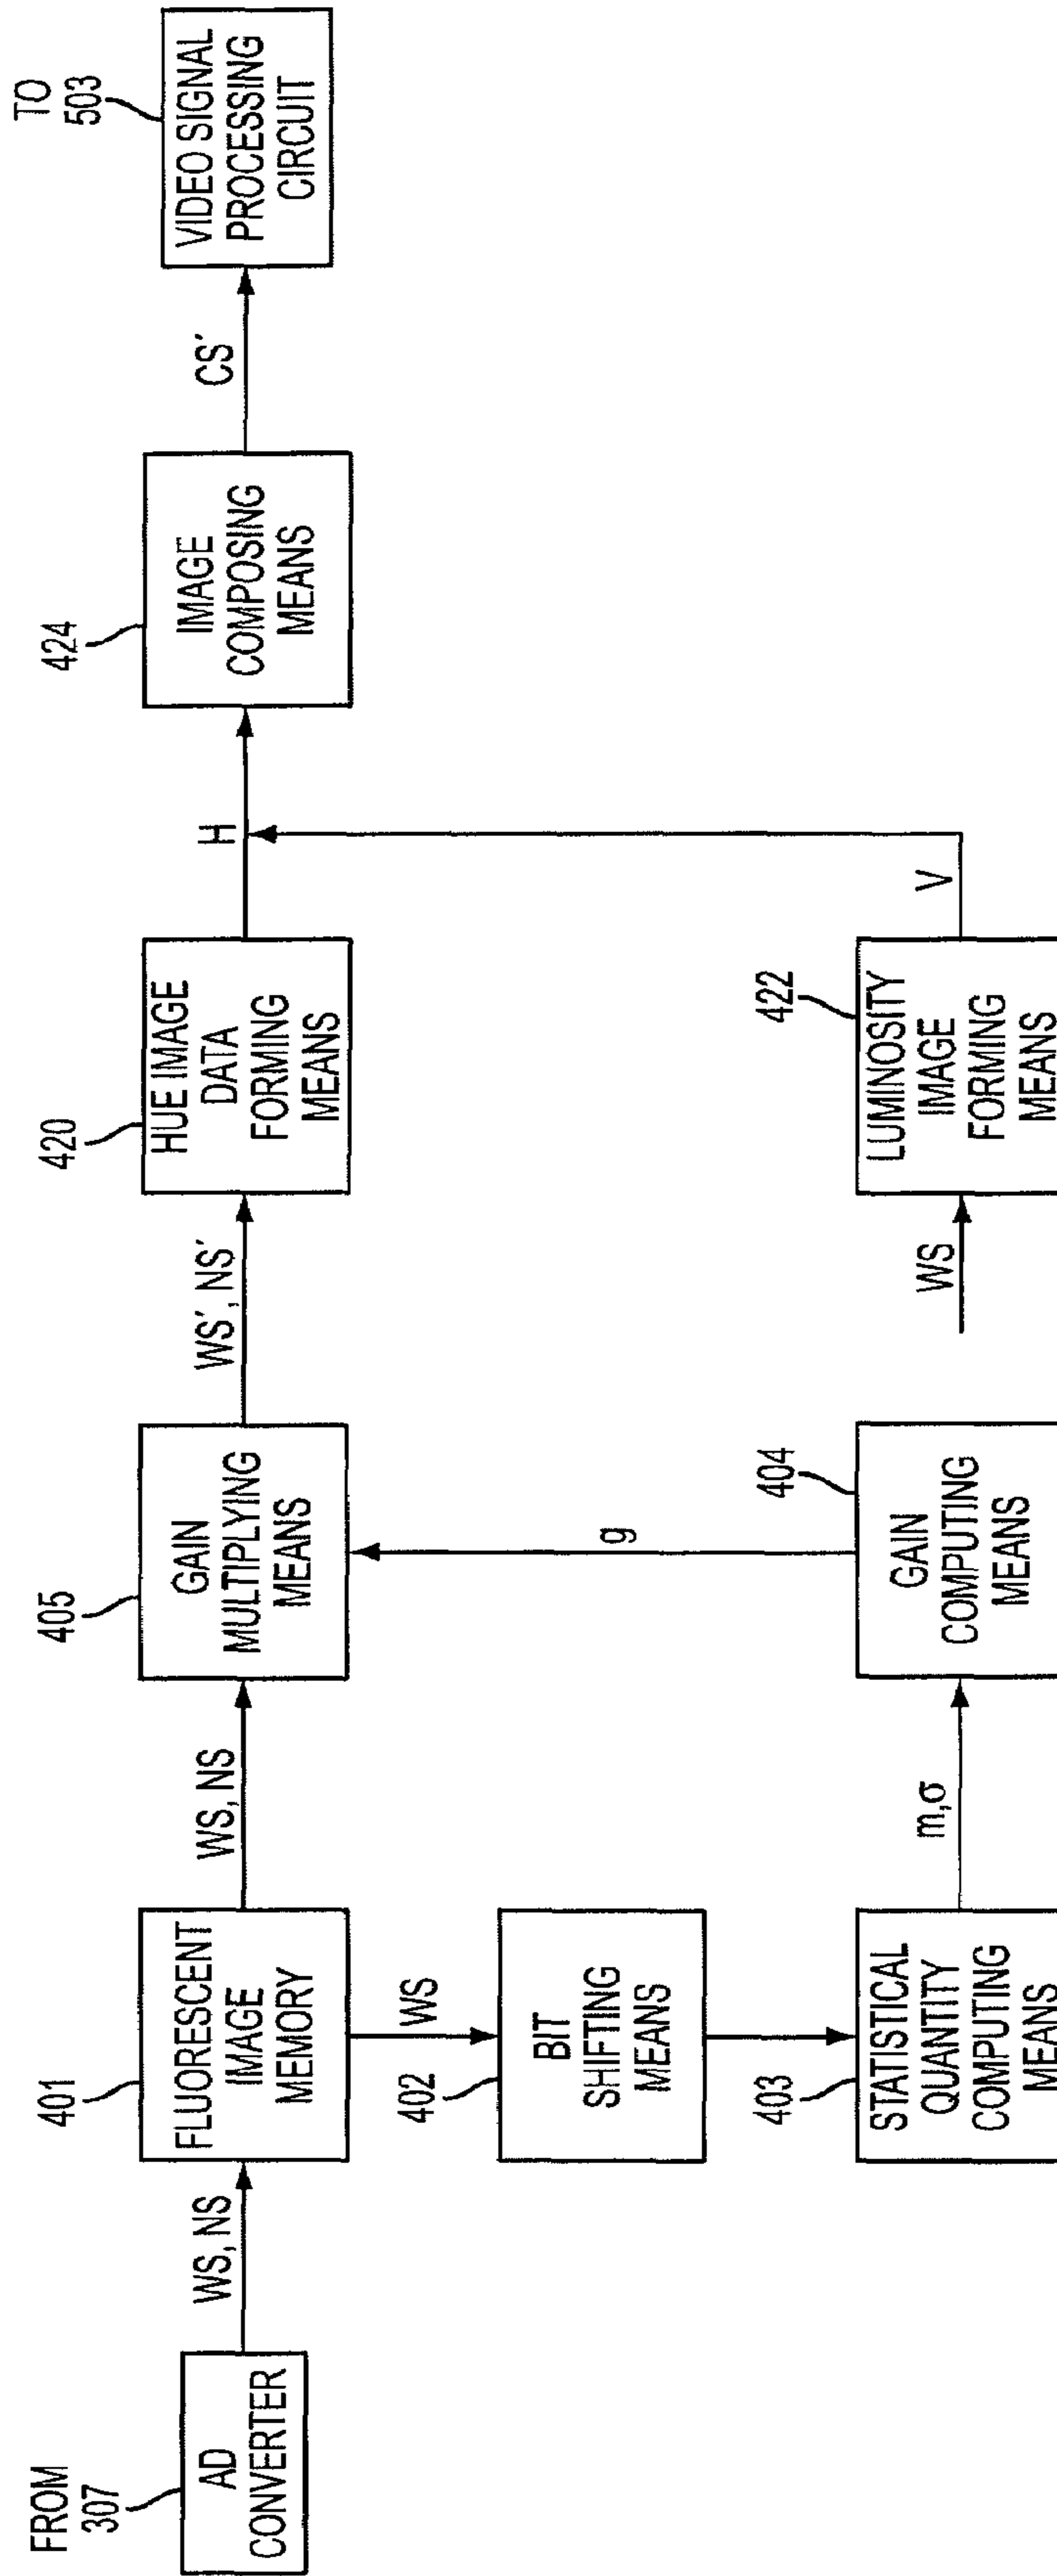 FROM
307
AD
CONVERTER
WS, NS
401
FLUORESCENT
IMAGE
MEMORY
WS, NS
405
GAIN
MULTIPLYING
MEANS
WS′, NS′
420
HUE IMAGE
DATA
FORMING
MEANS
H
424
IMAGE
COMPOSING
MEANS
CS′
TO
503
VIDEO SIGNAL
PROCESSING
CIRCUIT
WS
402
BIT
SHIFTING
MEANS
403
STATISTICAL
QUANTITY
COMPUTING
MEANS
m,σ
404
GAIN
COMPUTING
MEANS
g
WS
422
LUMINOSITY
IMAGE
FORMING
MEANS
V